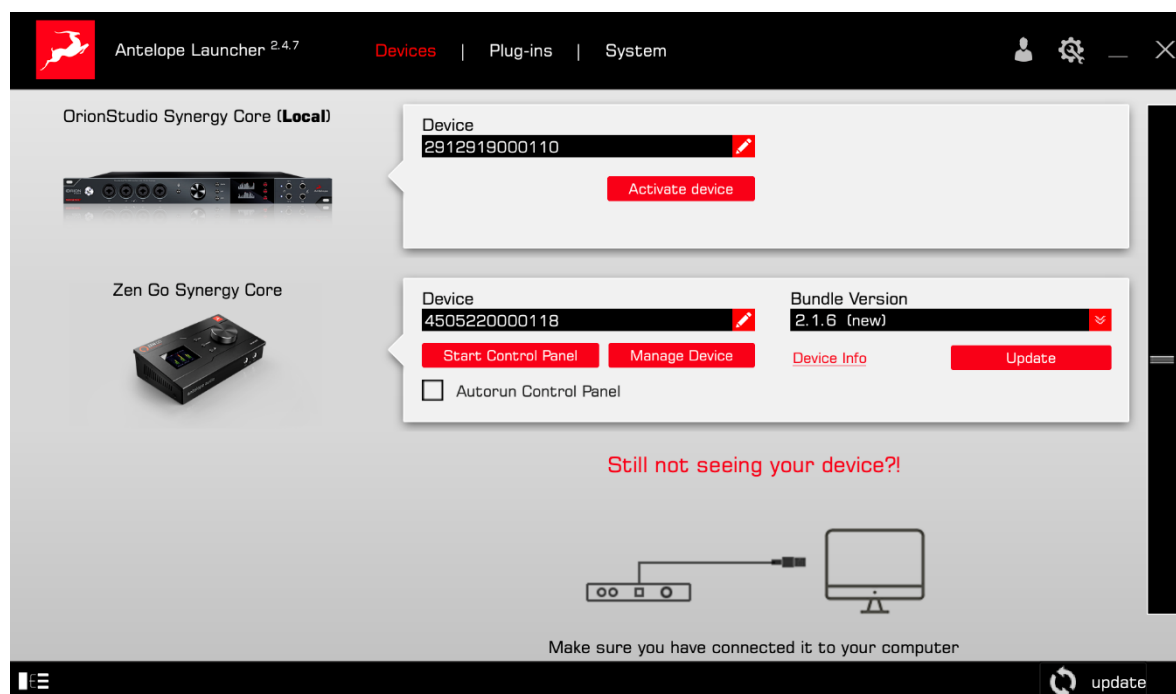 Antelope Launcher 2.4.7
Devices | Plug-ins | System
OrionStudio Synergy Core (Local)
Device
2912919000110
Activate device
Zen Go Synergy Core
Device
4505220000118
Start Control Panel
Manage Device
Autorun Control Panel
Bundle Version
2.1.6 (new)
Device Info
Update
Still not seeing your device?!
Make sure you have connected it to your computer
update